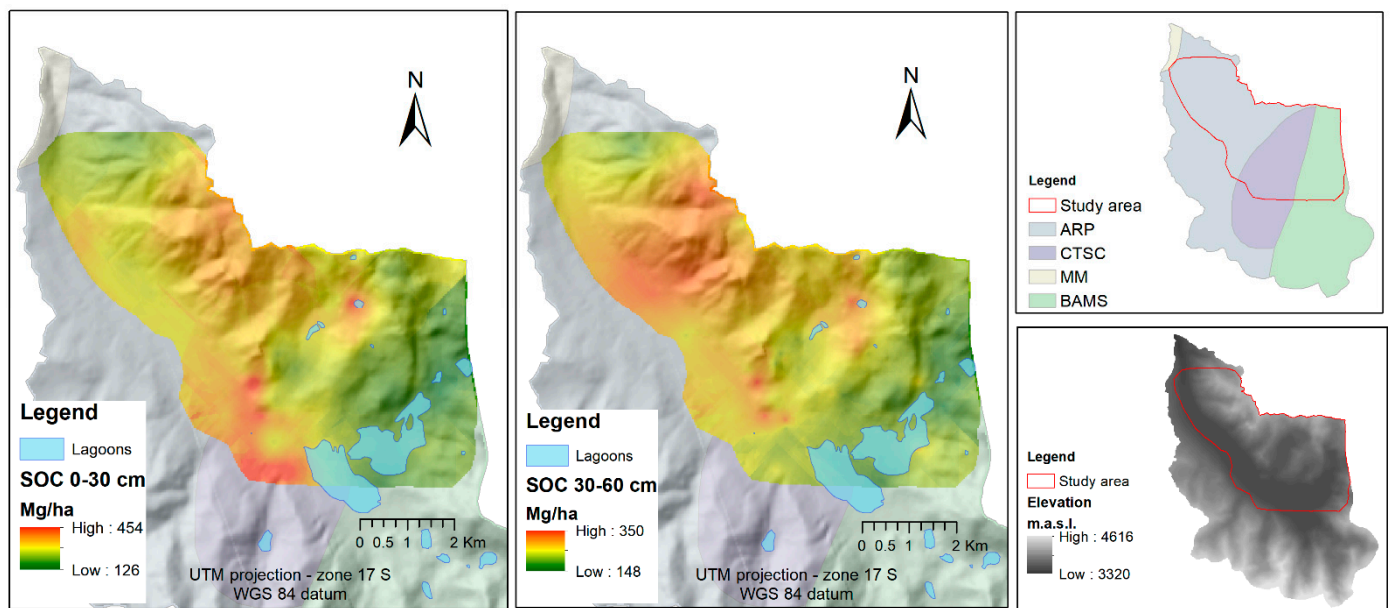 N
Legend
Lagoons
SOC 0-30 cm
Mg/ha
High : 454
Low : 126
0 0.5 1 2 Km
UTM projection - zone 17 S
WGS 84 datum
N
Legend
Lagoons
SOC 30-60 cm
Mg/ha
High : 350
Low : 148
0 0.5 1 2 Km
UTM projection - zone 17 S
WGS 84 datum
Legend
Study area
ARP
CTSC
MM
BAMS
Legend
Study area
Elevation
m.a.s.l.
High : 4616
Low : 3320